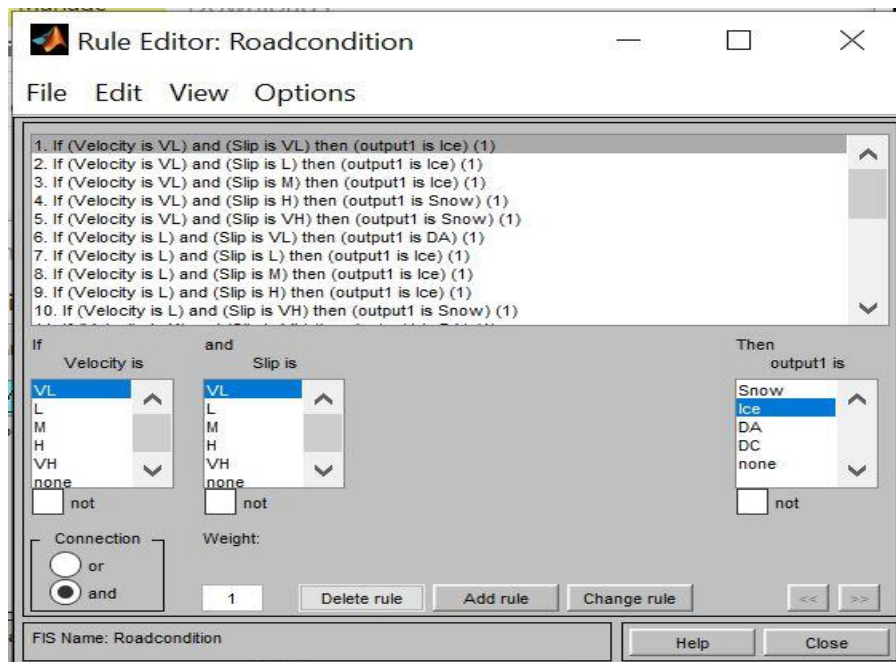 Rule Editor: Roadcondition
File Edit View Options
1. If (Velocity is VL) and (Slip is VL) then (output1 is Ice) (1)
2. If (Velocity is VL) and (Slip is L) then (output1 is Ice) (1)
3. If (Velocity is VL) and (Slip is M) then (output1 is Ice) (1)
4. If (Velocity is VL) and (Slip is H) then (output1 is Snow) (1)
5. If (Velocity is VL) and (Slip is VH) then (output1 is Snow) (1)
6. If (Velocity is L) and (Slip is VL) then (output1 is DA) (1)
7. If (Velocity is L) and (Slip is L) then (output1 is Ice) (1)
8. If (Velocity is L) and (Slip is M) then (output1 is Ice) (1)
9. If (Velocity is L) and (Slip is H) then (output1 is Ice) (1)
10. If (Velocity is L) and (Slip is VH) then (output1 is Snow) (1)
If and Then
Velocity is Slip is output1 is
VL VL Snow
L L Ice
M M DA
H H DC
VH VH none
none none
not not not
Connection Weight:
or
and 1 Delete rule Add rule Change rule << >>
FIS Name: Roadcondition Help Close